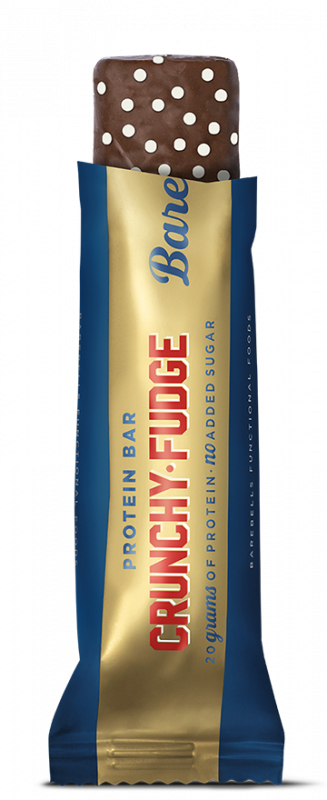 Bare
PROTEIN BAR
CRUNCHY·FUDGE
20 grams OF PROTEIN · no ADDED SUGAR
BAREBELLS FUNCTIONAL FOODS